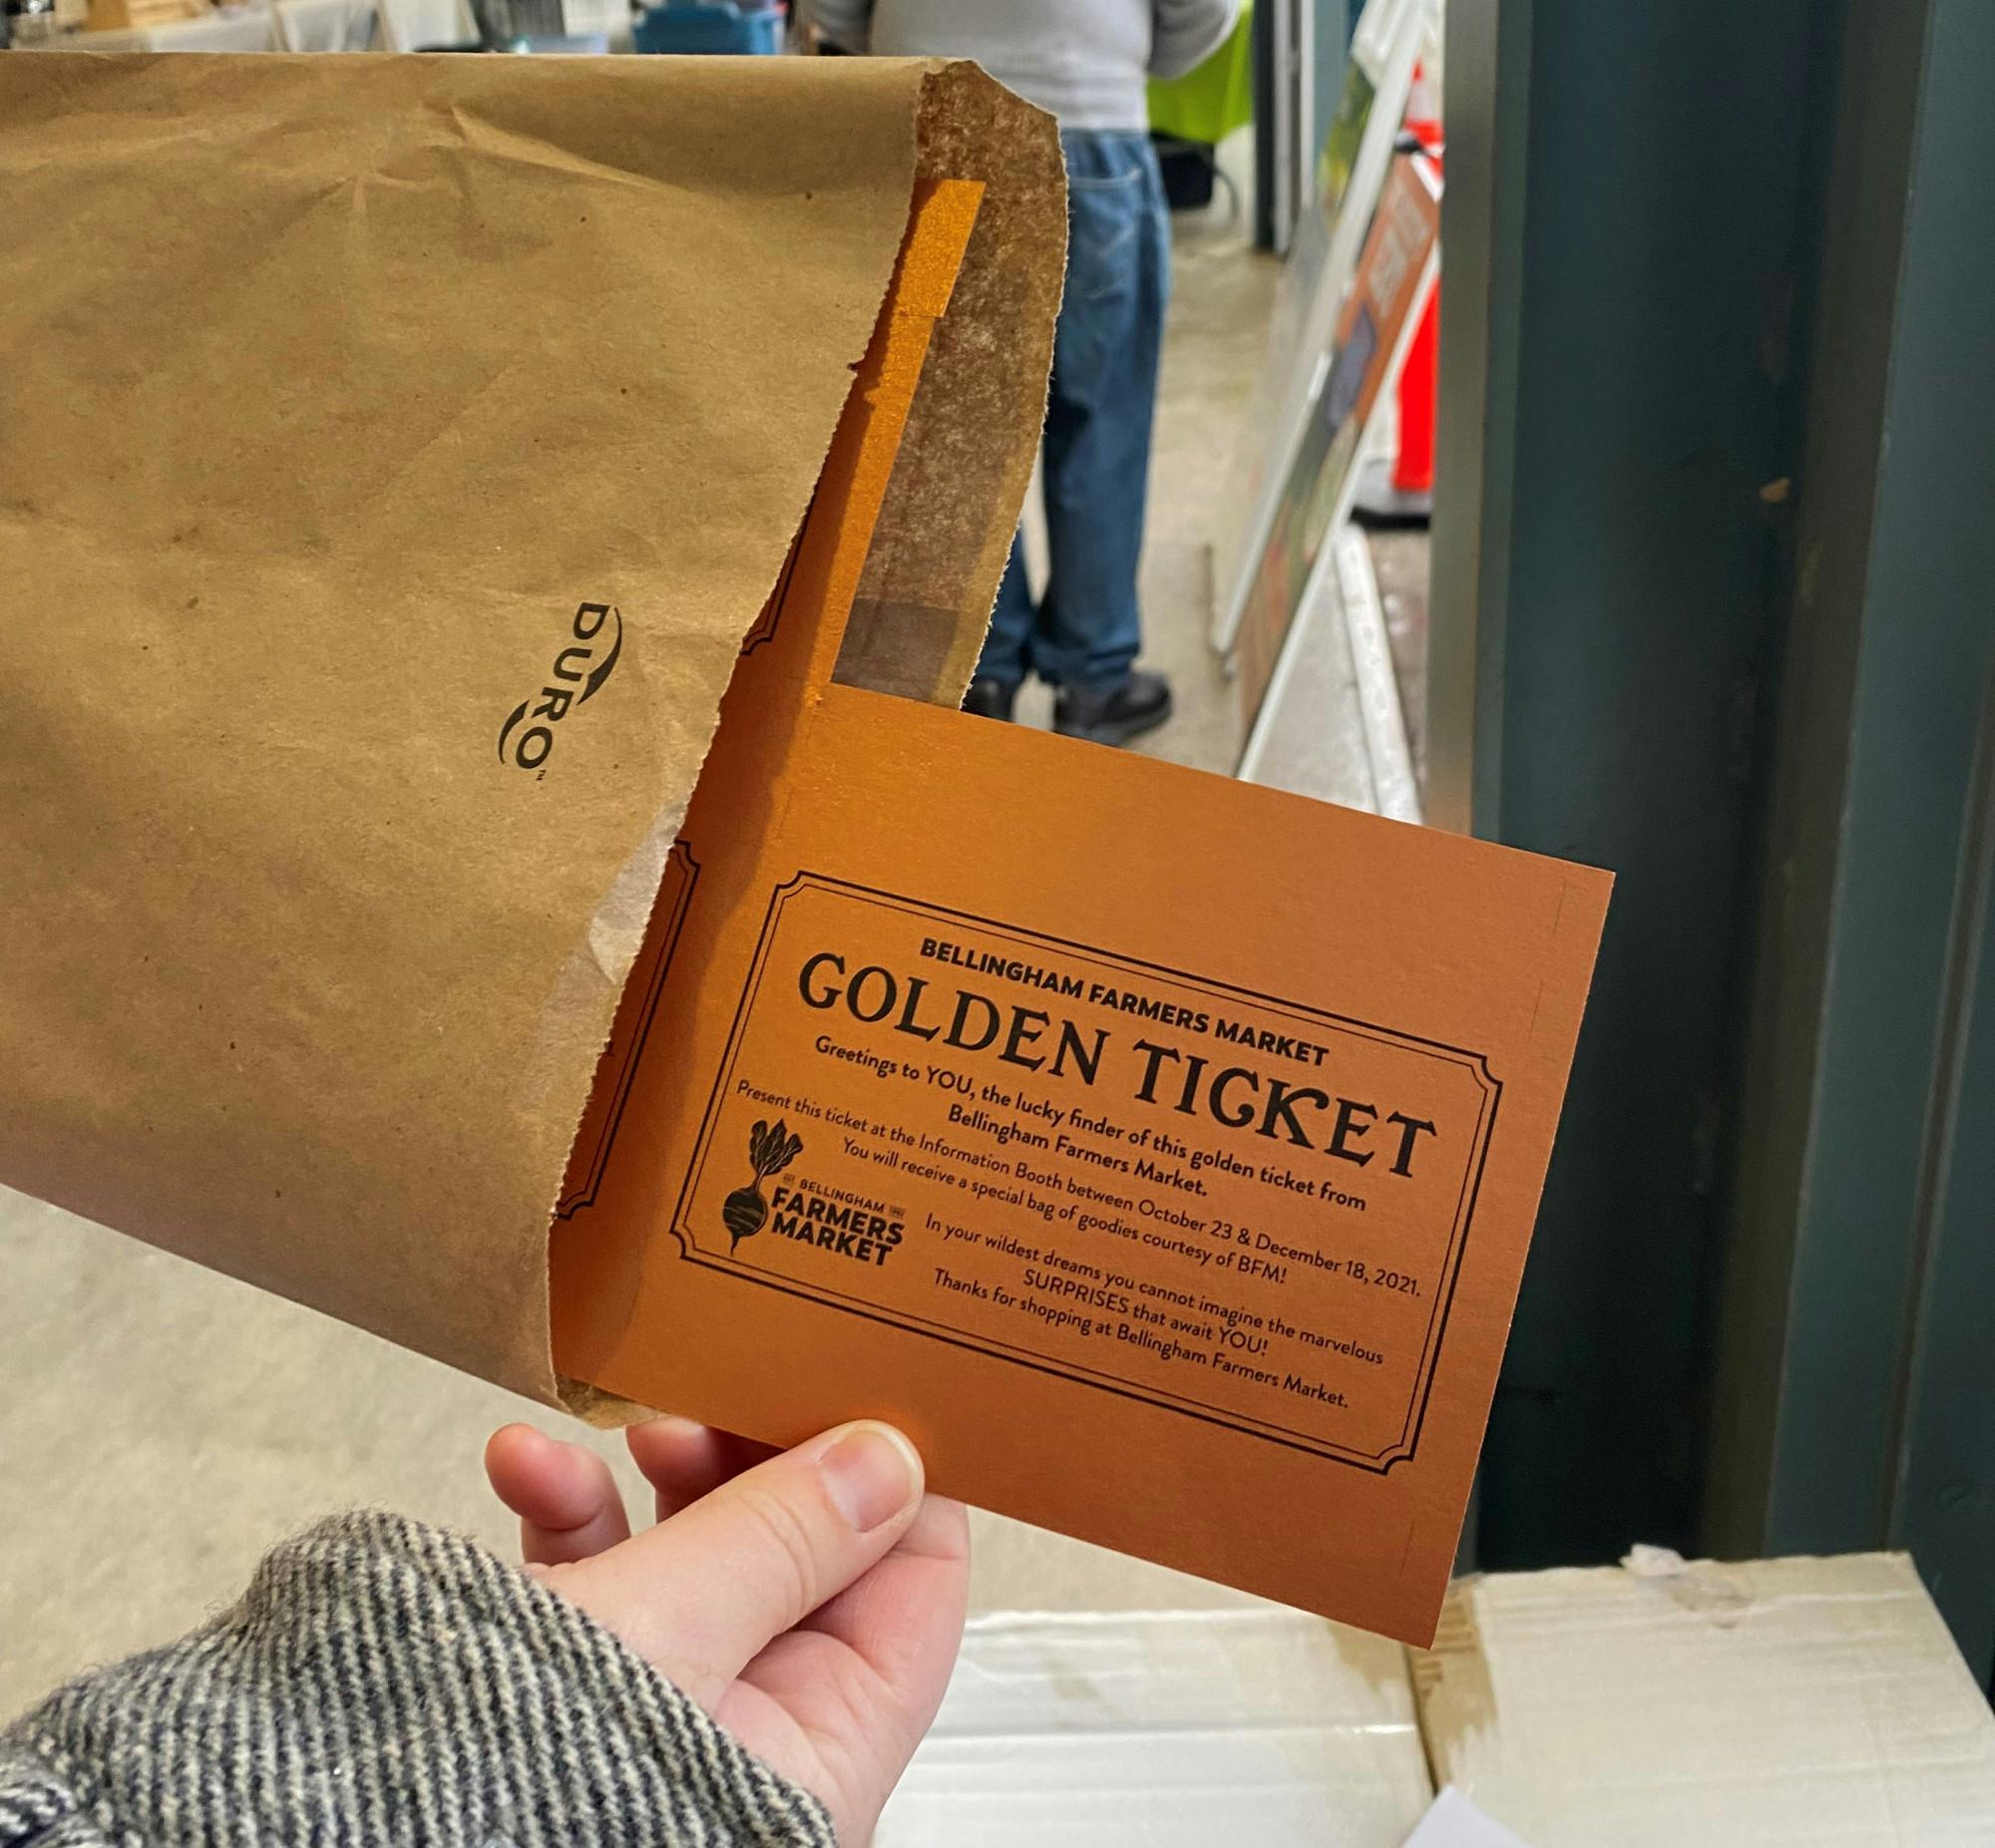 DURO
BELLINGHAM FARMERS MARKET
GOLDEN TICKET
Greetings to YOU, the lucky finder of this golden ticket from
Bellingham Farmers Market.
Present this ticket at the Information Booth between October 23 & December 18, 2021.
You will receive a special bag of goodies courtesy of BFM!
In your wildest dreams you cannot imagine the marvelous
SURPRISES that await YOU!
Thanks for shopping at Bellingham Farmers Market.
BELLINGHAM
FARMERS
MARKET